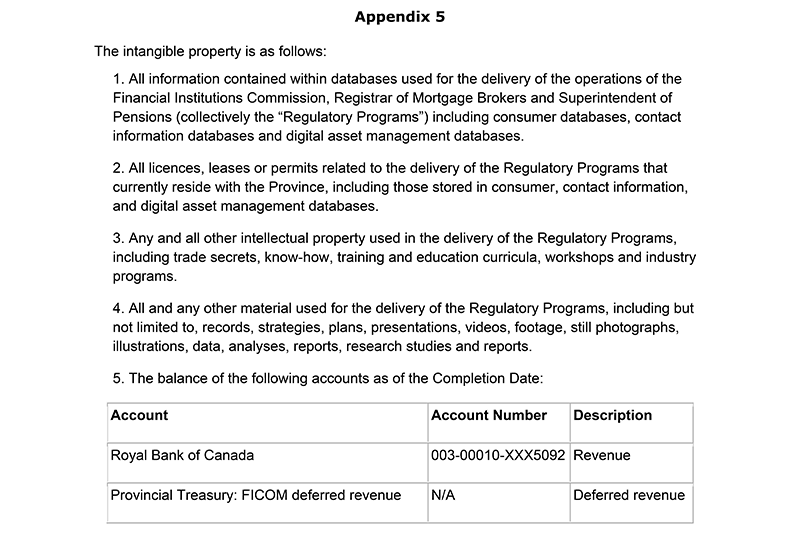 Appendix 5
The intangible property is as follows:
1. All information contained within databases used for the delivery of the operations of the
Financial Institutions Commission, Registrar of Mortgage Brokers and Superintendent of
Pensions (collectively the “Regulatory Programs”) including consumer databases, contact
information databases and digital asset management databases.
2. All licences, leases or permits related to the delivery of the Regulatory Programs that
currently reside with the Province, including those stored in consumer, contact information,
and digital asset management databases.
3. Any and all other intellectual property used in the delivery of the Regulatory Programs,
including trade secrets, know-how, training and education curricula, workshops and industry
programs.
4. All and any other material used for the delivery of the Regulatory Programs, including but
not limited to, records, strategies, plans, presentations, videos, footage, still photographs,
illustrations, data, analyses, reports, research studies and reports.
5. The balance of the following accounts as of the Completion Date:
Account Account Number Description
Royal Bank of Canada 003-00010-XXX5092 Revenue
Provincial Treasury: FICOM deferred revenue N/A Deferred revenue